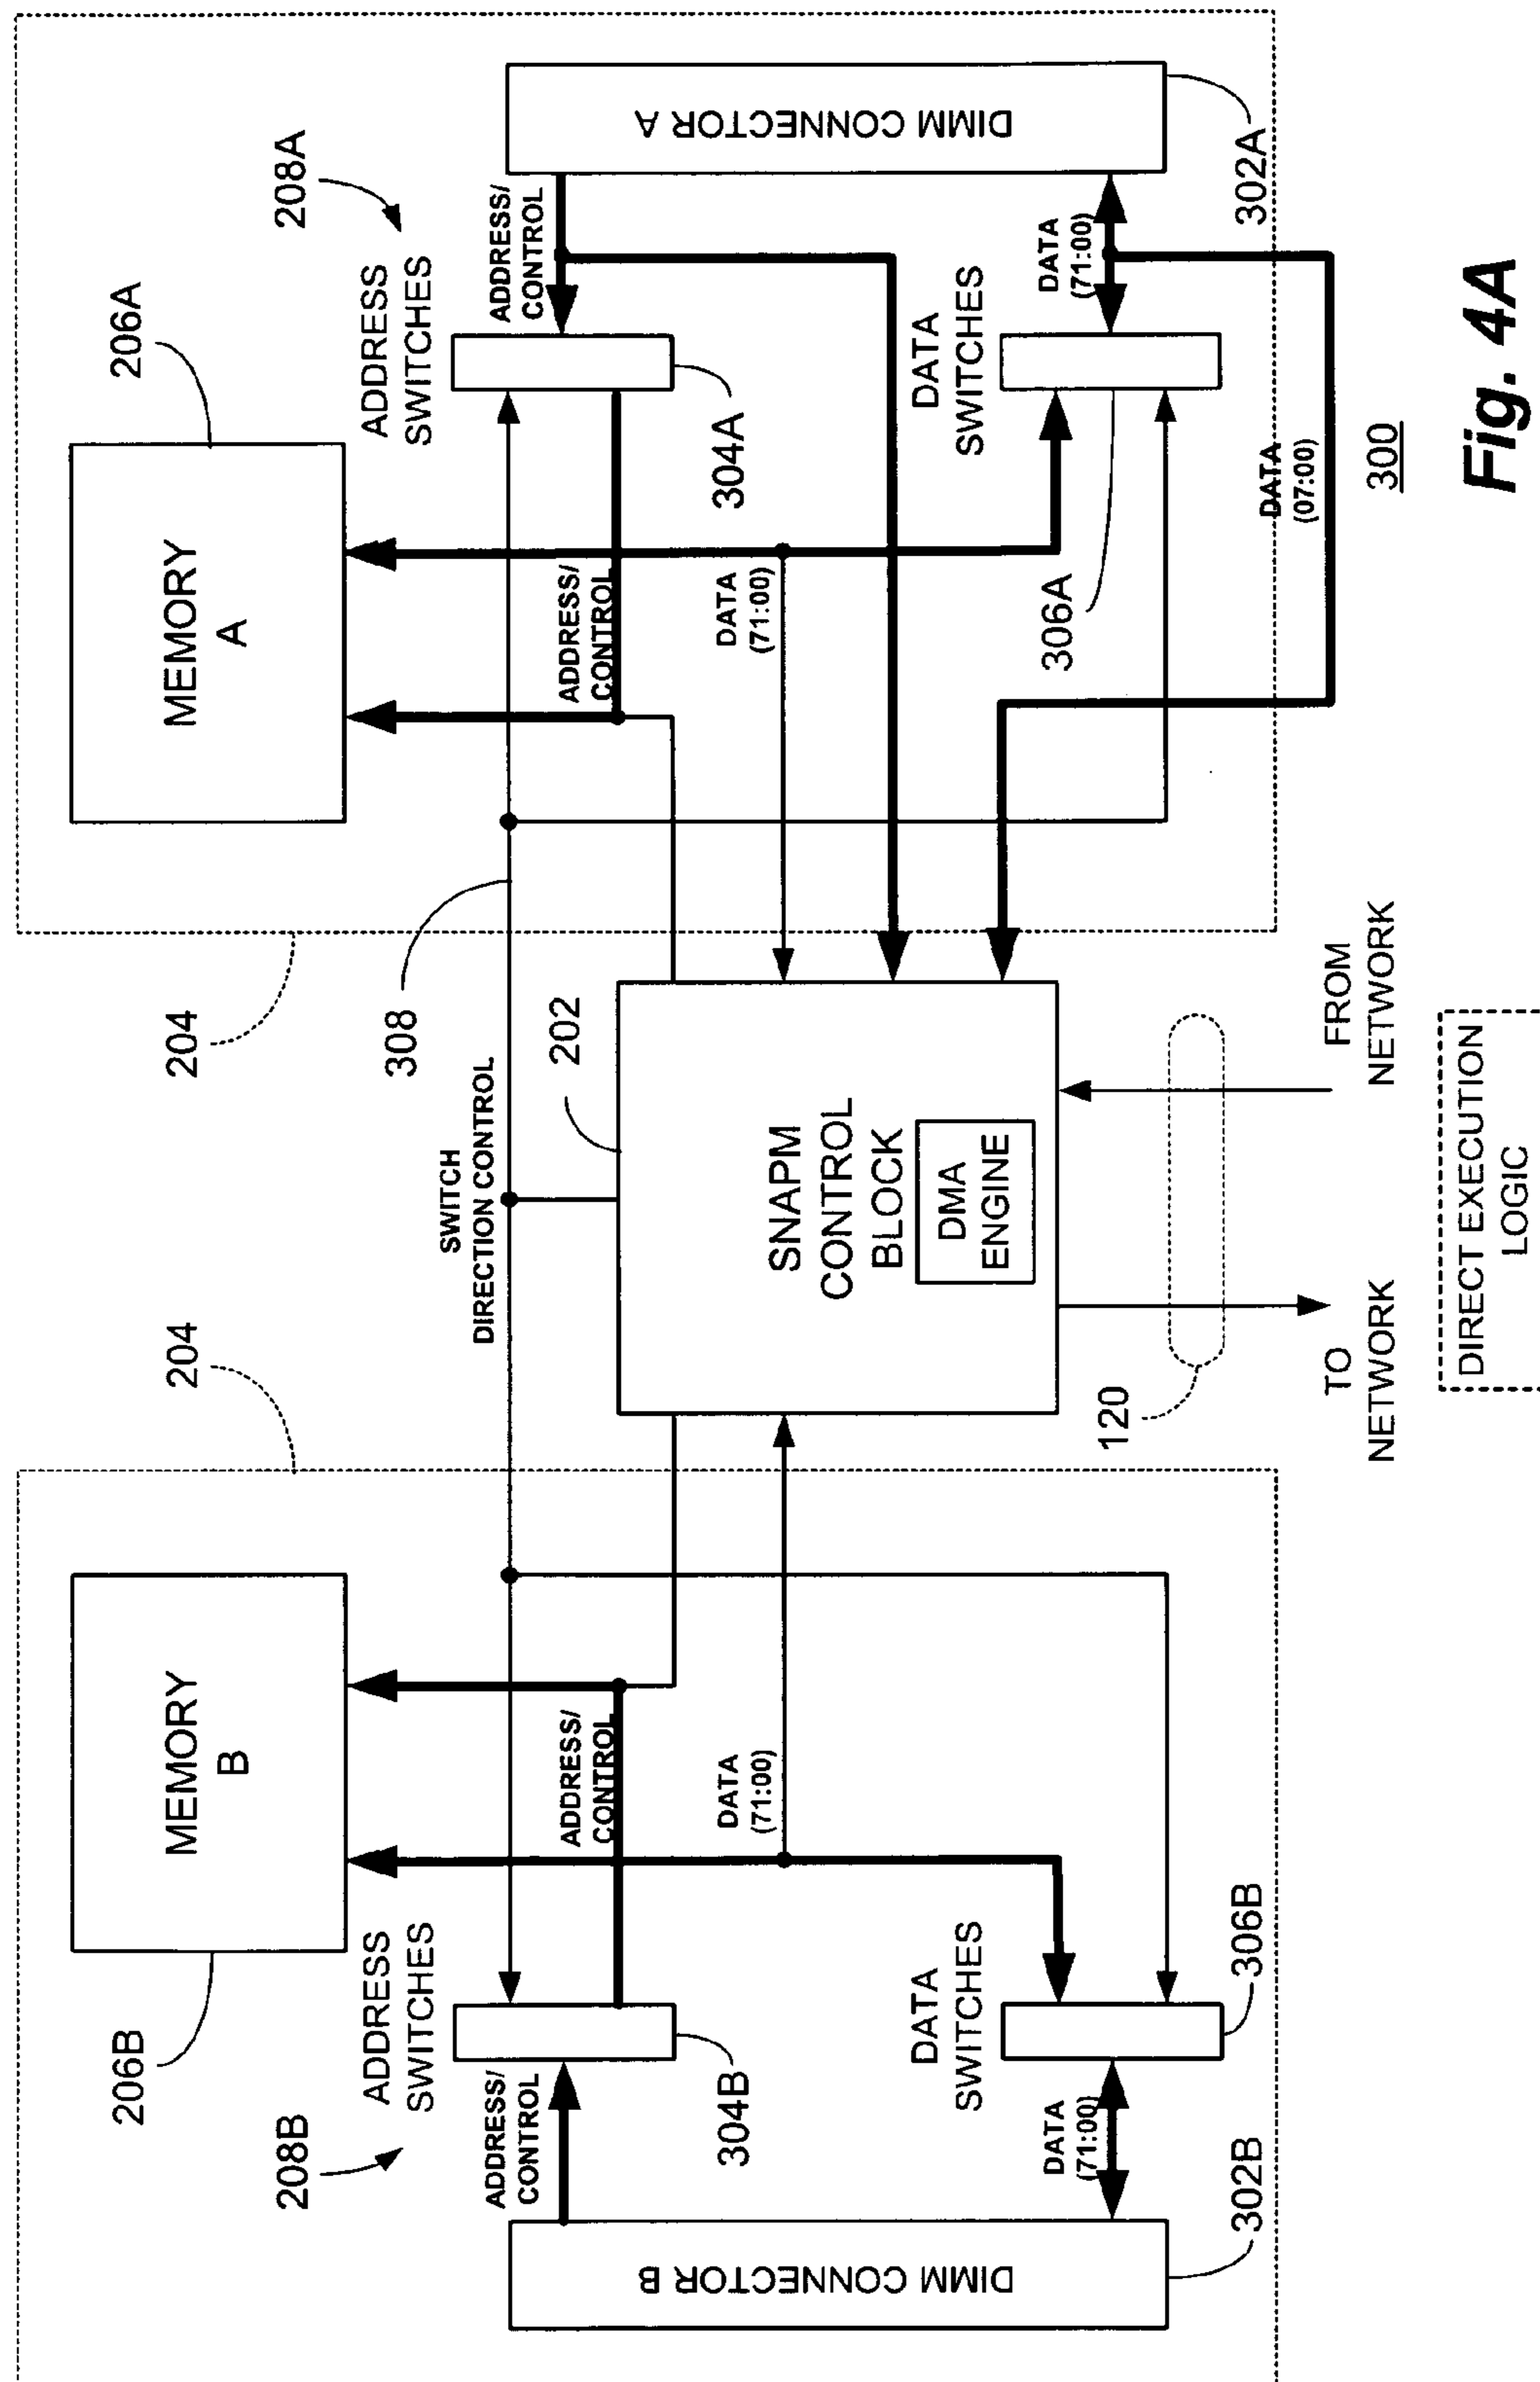 204
204
MEMORY
B
206B
MEMORY
A
206A
208B
ADDRESS
SWITCHES
ADDRESS
SWITCHES
208A
308
SWITCH
DIRECTION CONTROL
ADDRESS/
CONTROL
ADDRESS/
CONTROL
ADDRESS/
CONTROL
ADDRESS/
CONTROL
202
304B
304A
DATA
(71:00)
DATA
(71:00)
SNAPM
CONTROL
BLOCK
DMA
ENGINE
DIMM CONNECTOR B
DIMM CONNECTOR A
DATA
SWITCHES
DATA
SWITCHES
DATA
(71:00)
DATA
(71:00)
306A
120
302B
306B
302A
DATA
(07:00)
TO
NETWORK
FROM
NETWORK
300
DIRECT EXECUTION
LOGIC
Fig. 4A